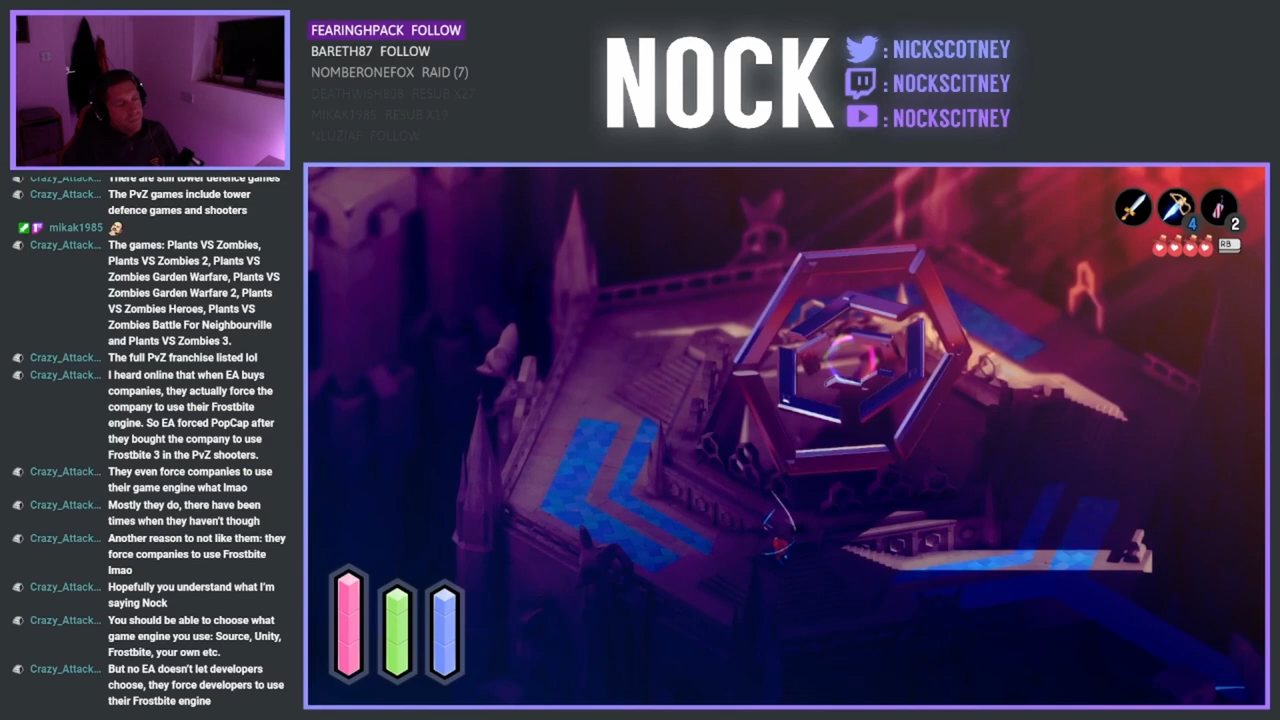 FEARINGHPACK FOLLOW
BARETH87 FOLLOW
NOMBERONEFOX RAID (7)
DEATHWISH808 RESUB X27
MIKAK1985 RESUB X19
FOLLOW
NOCK
: NICKSCOTNEY
: NOCKSCITNEY
: NOCKSCITNEY
Crazy_Attack... There are still tower defence games
Crazy_Attack... The PvZ games include tower
defence games and shooters
mikak1985
Crazy_Attack... The games: Plants VS Zombies,
Plants VS Zombies 2, Plants VS
Zombies Garden Warfare, Plants VS
Zombies Garden Warfare 2, Plants
VS Zombies Heroes, Plants VS
Zombies Battle For Neighbourville
and Plants VS Zombies 3.
Crazy_Attack... The full PvZ franchise listed lol
Crazy_Attack... I heard online that when EA buys
companies, they actually force the
company to use their Frostbite
engine. So EA forced PopCap after
they bought the company to use
Frostbite 3 in the PvZ shooters.
Crazy_Attack... They even force companies to use
their game engine what lmao
Crazy_Attack... Mostly they do, there have been
times when they haven't though
Crazy_Attack... Another reason to not like them: they
force companies to use Frostbite
lmao
Crazy_Attack... Hopefully you understand what I'm
saying Nock
Crazy_Attack... You should be able to choose what
game engine you use: Source, Unity,
Frostbite, your own etc.
Crazy_Attack... But no EA doesn't let developers
choose, they force developers to use
their Frostbite engine
4
2
RB